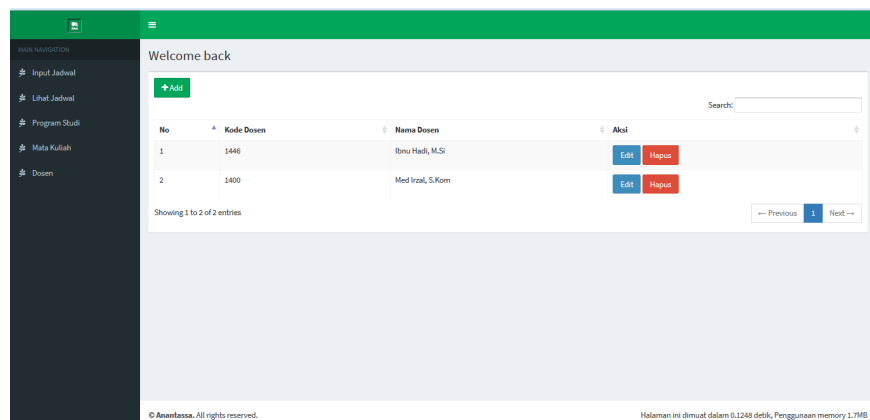 MAIN NAVIGATION
Input Jadwal
Lihat Jadwal
Program Studi
Mata Kuliah
Dosen
Welcome back
+Add
Search:
No Kode Dosen Nama Dosen Aksi
1 1446 Ibnu Hadi, M.Si Edit Hapus
2 1400 Med Irzal, S.Kom Edit Hapus
Showing 1 to 2 of 2 entries
← Previous 1 Next →
© Anantassa. All rights reserved.
Halaman ini dimuat dalam 0.1248 detik, Penggunaan memory 1.7MB